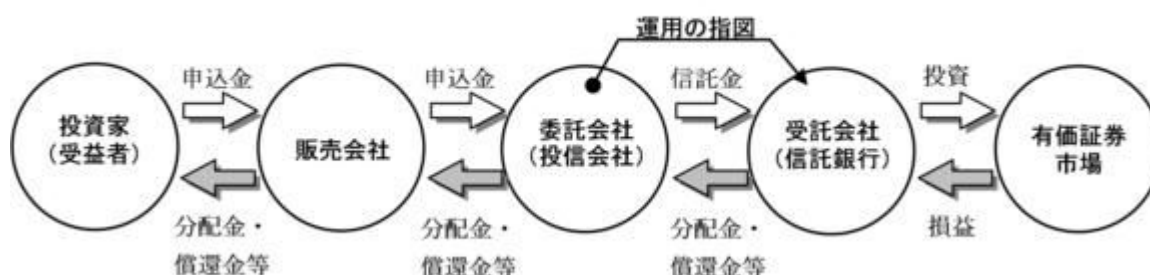 運用の指図
申込金
申込金
信託金
投資
投資家
（受益者）
販売会社
委託会社
（投信会社）
受託会社
（信託銀行）
有価証券
市場
分配金・
償還金等
分配金・
償還金等
分配金・
償還金等
損益